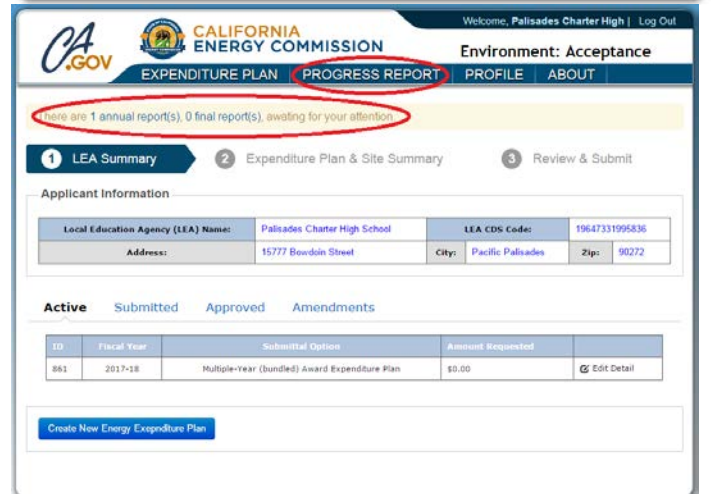 Welcome, Palisades Charter High | Log Out
CA.GOV
CALIFORNIA
ENERGY COMMISSION
Environment: Acceptance
EXPENDITURE PLAN PROGRESS REPORT PROFILE ABOUT
There are 1 annual report(s), 0 final report(s), awating for your attention
1 LEA Summary 2 Expenditure Plan & Site Summary 3 Review & Submit
Applicant Information
Local Education Agency (LEA) Name: Palisades Charter High School LEA CDS Code: 19647331995836
Address: 15777 Bowdoin Street City: Pacific Palisades Zip: 90272
Active Submitted Approved Amendments
ID Fiscal Year Submittal Option Amount Requested
861 2017-18 Multiple-Year (bundled) Award Expenditure Plan $0.00 Edit Detail
Create New Energy Exepnditure Plan